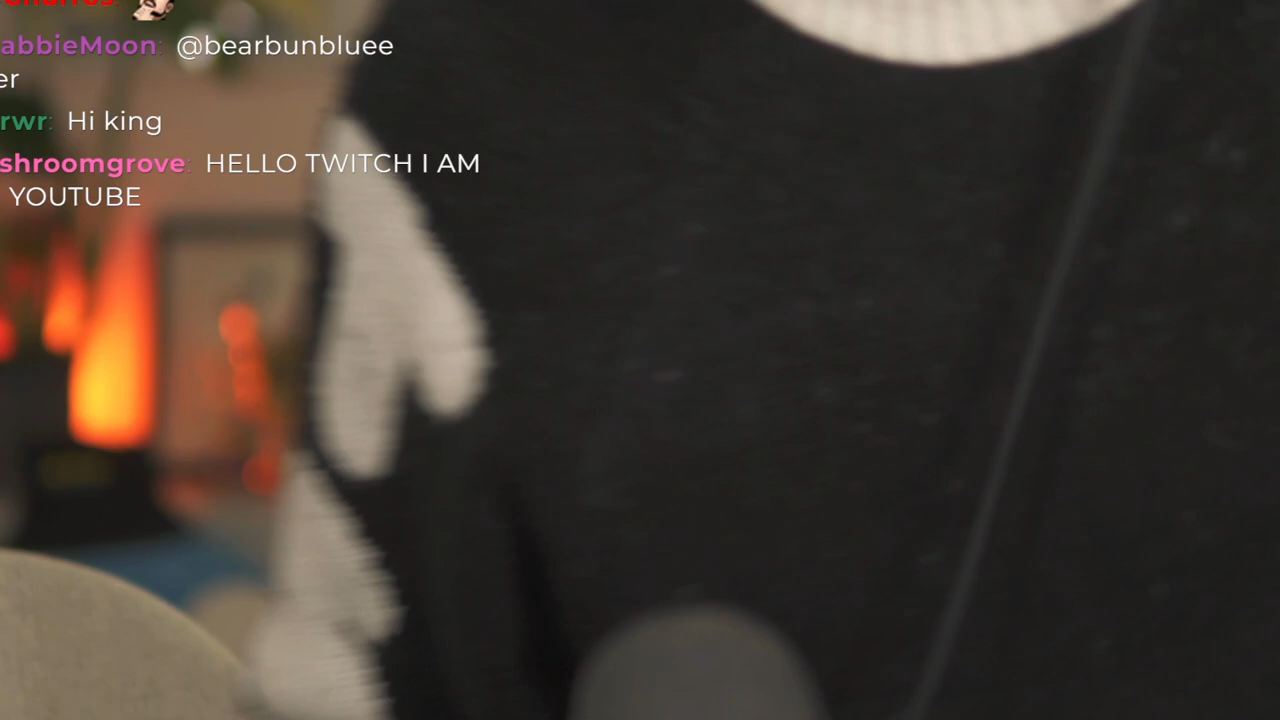 abbieMoon: @bearbunbluee
er
rwr: Hi king
shroomgrove: HELLO TWITCH I AM
YOUTUBE